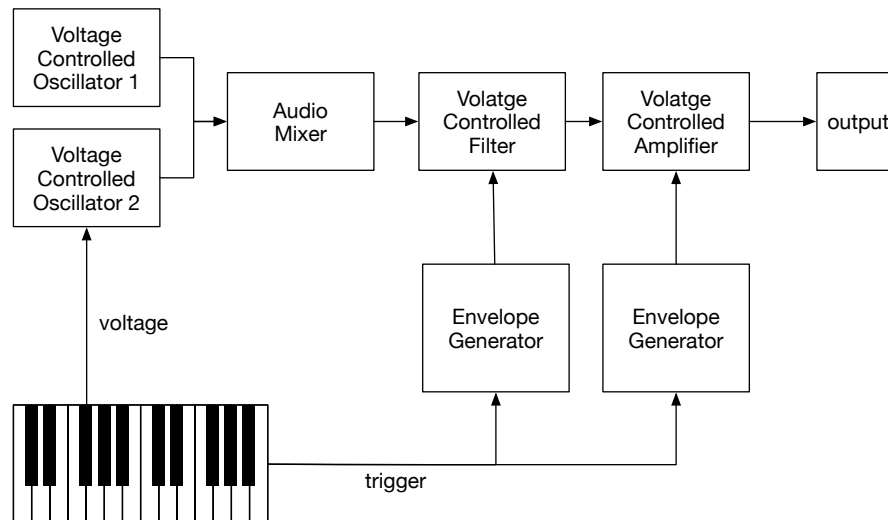 Voltage
Controlled
Oscillator 1
Voltage
Controlled
Oscillator 2
Audio
Mixer
Volatge
Controlled
Filter
Volatge
Controlled
Amplifier
output
voltage
Envelope
Generator
Envelope
Generator
trigger